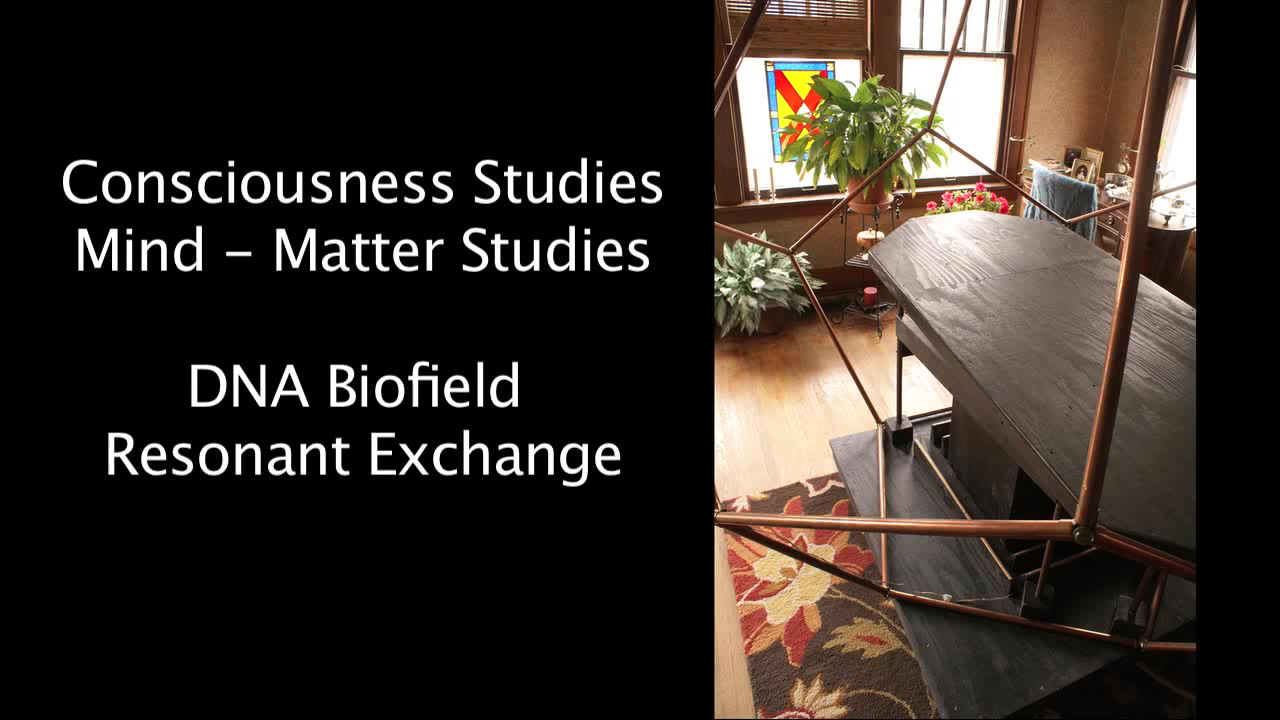 Consciousness Studies
Mind - Matter Studies
DNA Biofield
Resonant Exchange